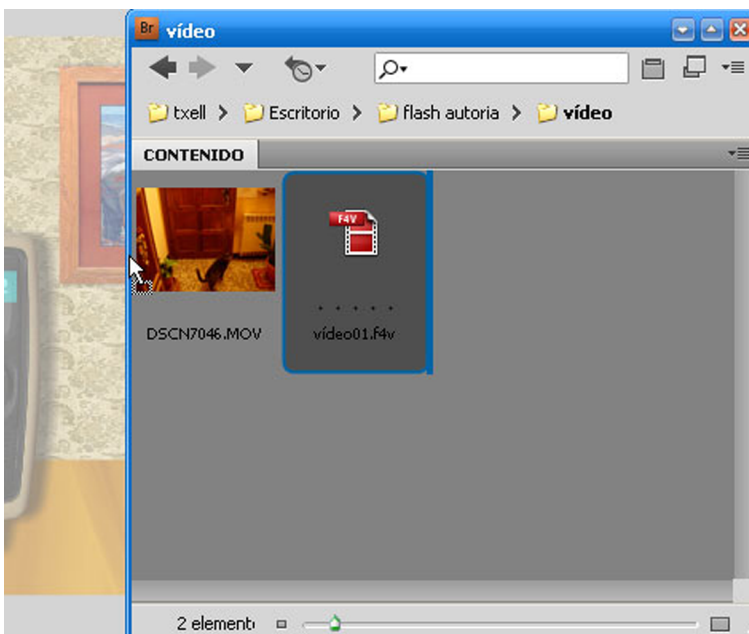 Br vídeo
txell > Escritorio > flash autoria > vídeo
CONTENIDO
F4V
DSCN7046.MOV
vídeo01.f4v
2 element